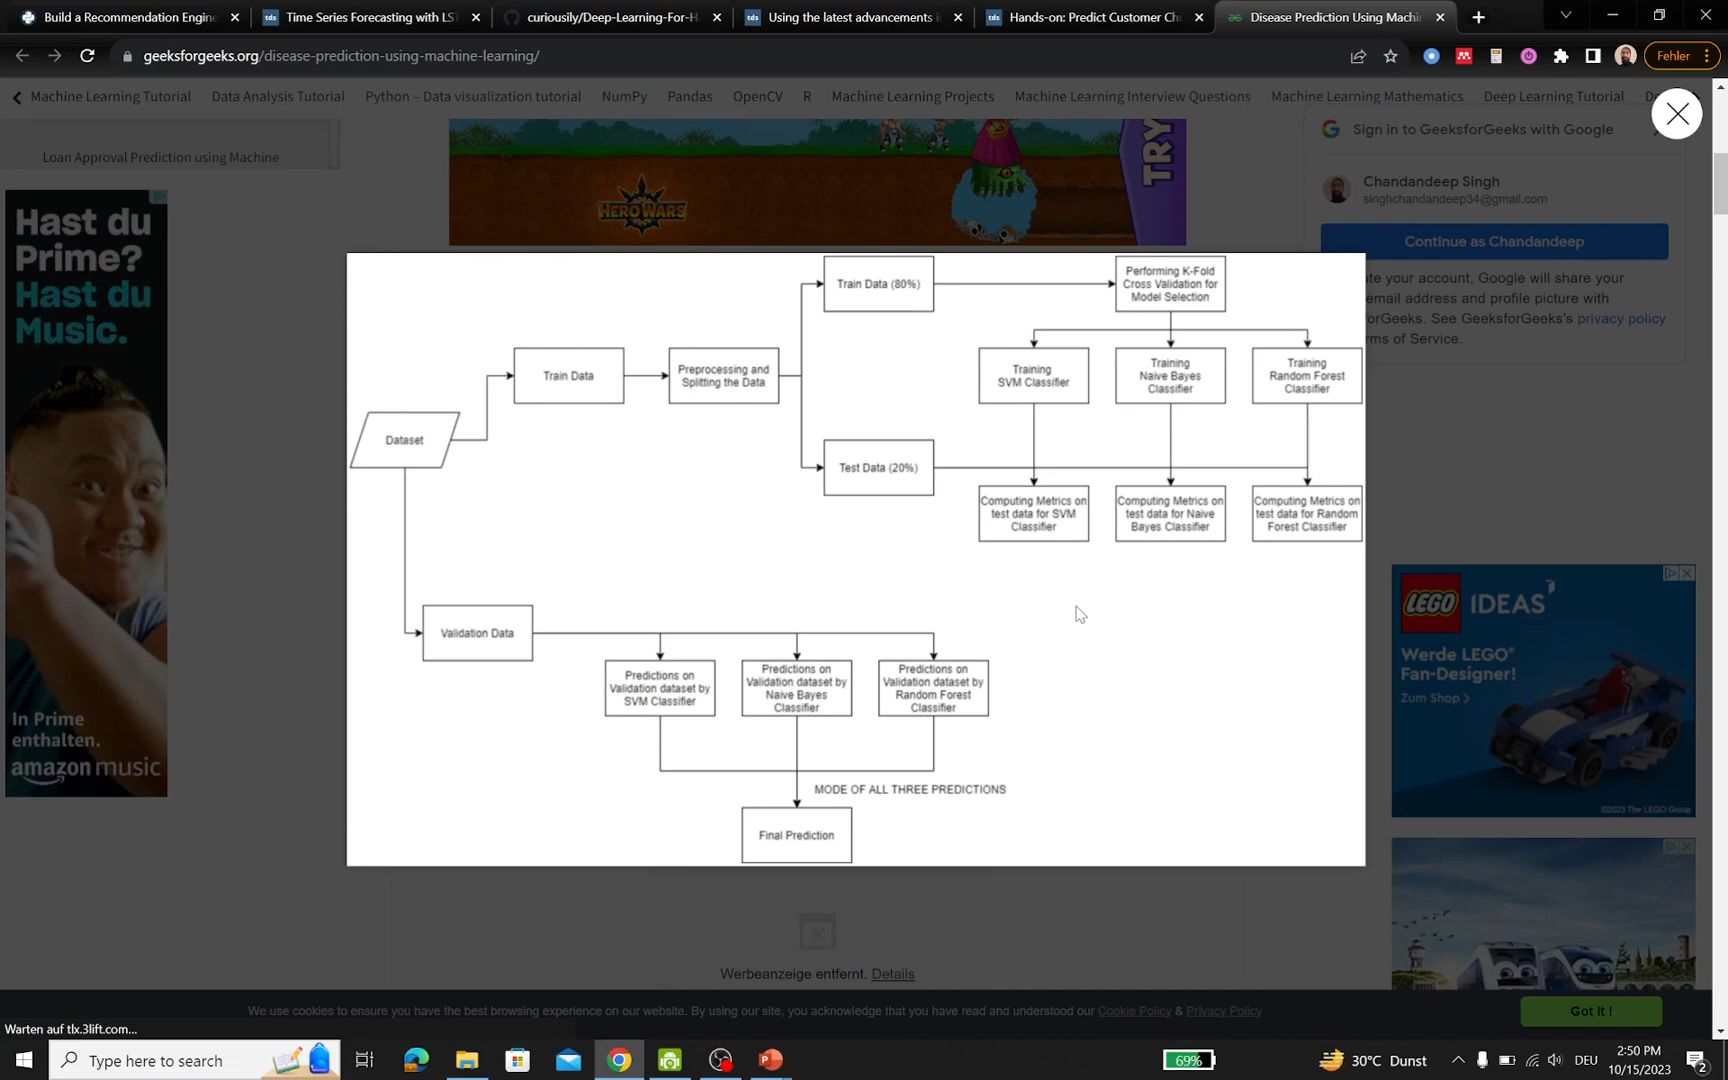 Build a Recommendation Engine
Time Series Forecasting with LST
curiousily/Deep-Learning-For-H
Using the latest advancements i
Hands-on: Predict Customer Ch
Disease Prediction Using Machin
geeksforgeeks.org/disease-prediction-using-machine-learning/
Fehler
Machine Learning Tutorial
Data Analysis Tutorial
Python – Data visualization tutorial
NumPy
Pandas
OpenCV
R
Machine Learning Projects
Machine Learning Interview Questions
Machine Learning Mathematics
Deep Learning Tutorial
Loan Approval Prediction using Machine
HERO WARS
TRY
Sign in to GeeksforGeeks with Google
Chandandeep Singh
singhchandandeep34@gmail.com
Continue as Chandandeep
ate your account, Google will share your
email address and profile picture with
forGeeks. See GeeksforGeeks's privacy policy
rms of Service.
Hast du
Prime?
Hast du
Music.
In Prime
enthalten.
amazon music
Dataset
Train Data
Preprocessing and
Splitting the Data
Train Data (80%)
Test Data (20%)
Performing K-Fold
Cross Validation for
Model Selection
Training
SVM Classifier
Training
Naive Bayes
Classifier
Training
Random Forest
Classifier
Computing Metrics on
test data for SVM
Classifier
Computing Metrics on
test data for Naive
Bayes Classifier
Computing Metrics on
test data for Random
Forest Classifier
Validation Data
Predictions on
Validation dataset by
SVM Classifier
Predictions on
Validation dataset by
Naive Bayes
Classifier
Predictions on
Validation dataset by
Random Forest
Classifier
MODE OF ALL THREE PREDICTIONS
Final Prediction
LEGO IDEAS
Werde LEGO®
Fan-Designer!
Zum Shop >
©2023 The LEGO Group
Werbeanzeige entfernt. Details
We use cookies to ensure you have the best browsing experience on our website. By using our site, you acknowledge that you have read and understood our Cookie Policy & Privacy Policy
Got It !
Warten auf tlx.3lift.com...
Type here to search
69%
30°C Dunst
DEU
2:50 PM
10/15/2023
2